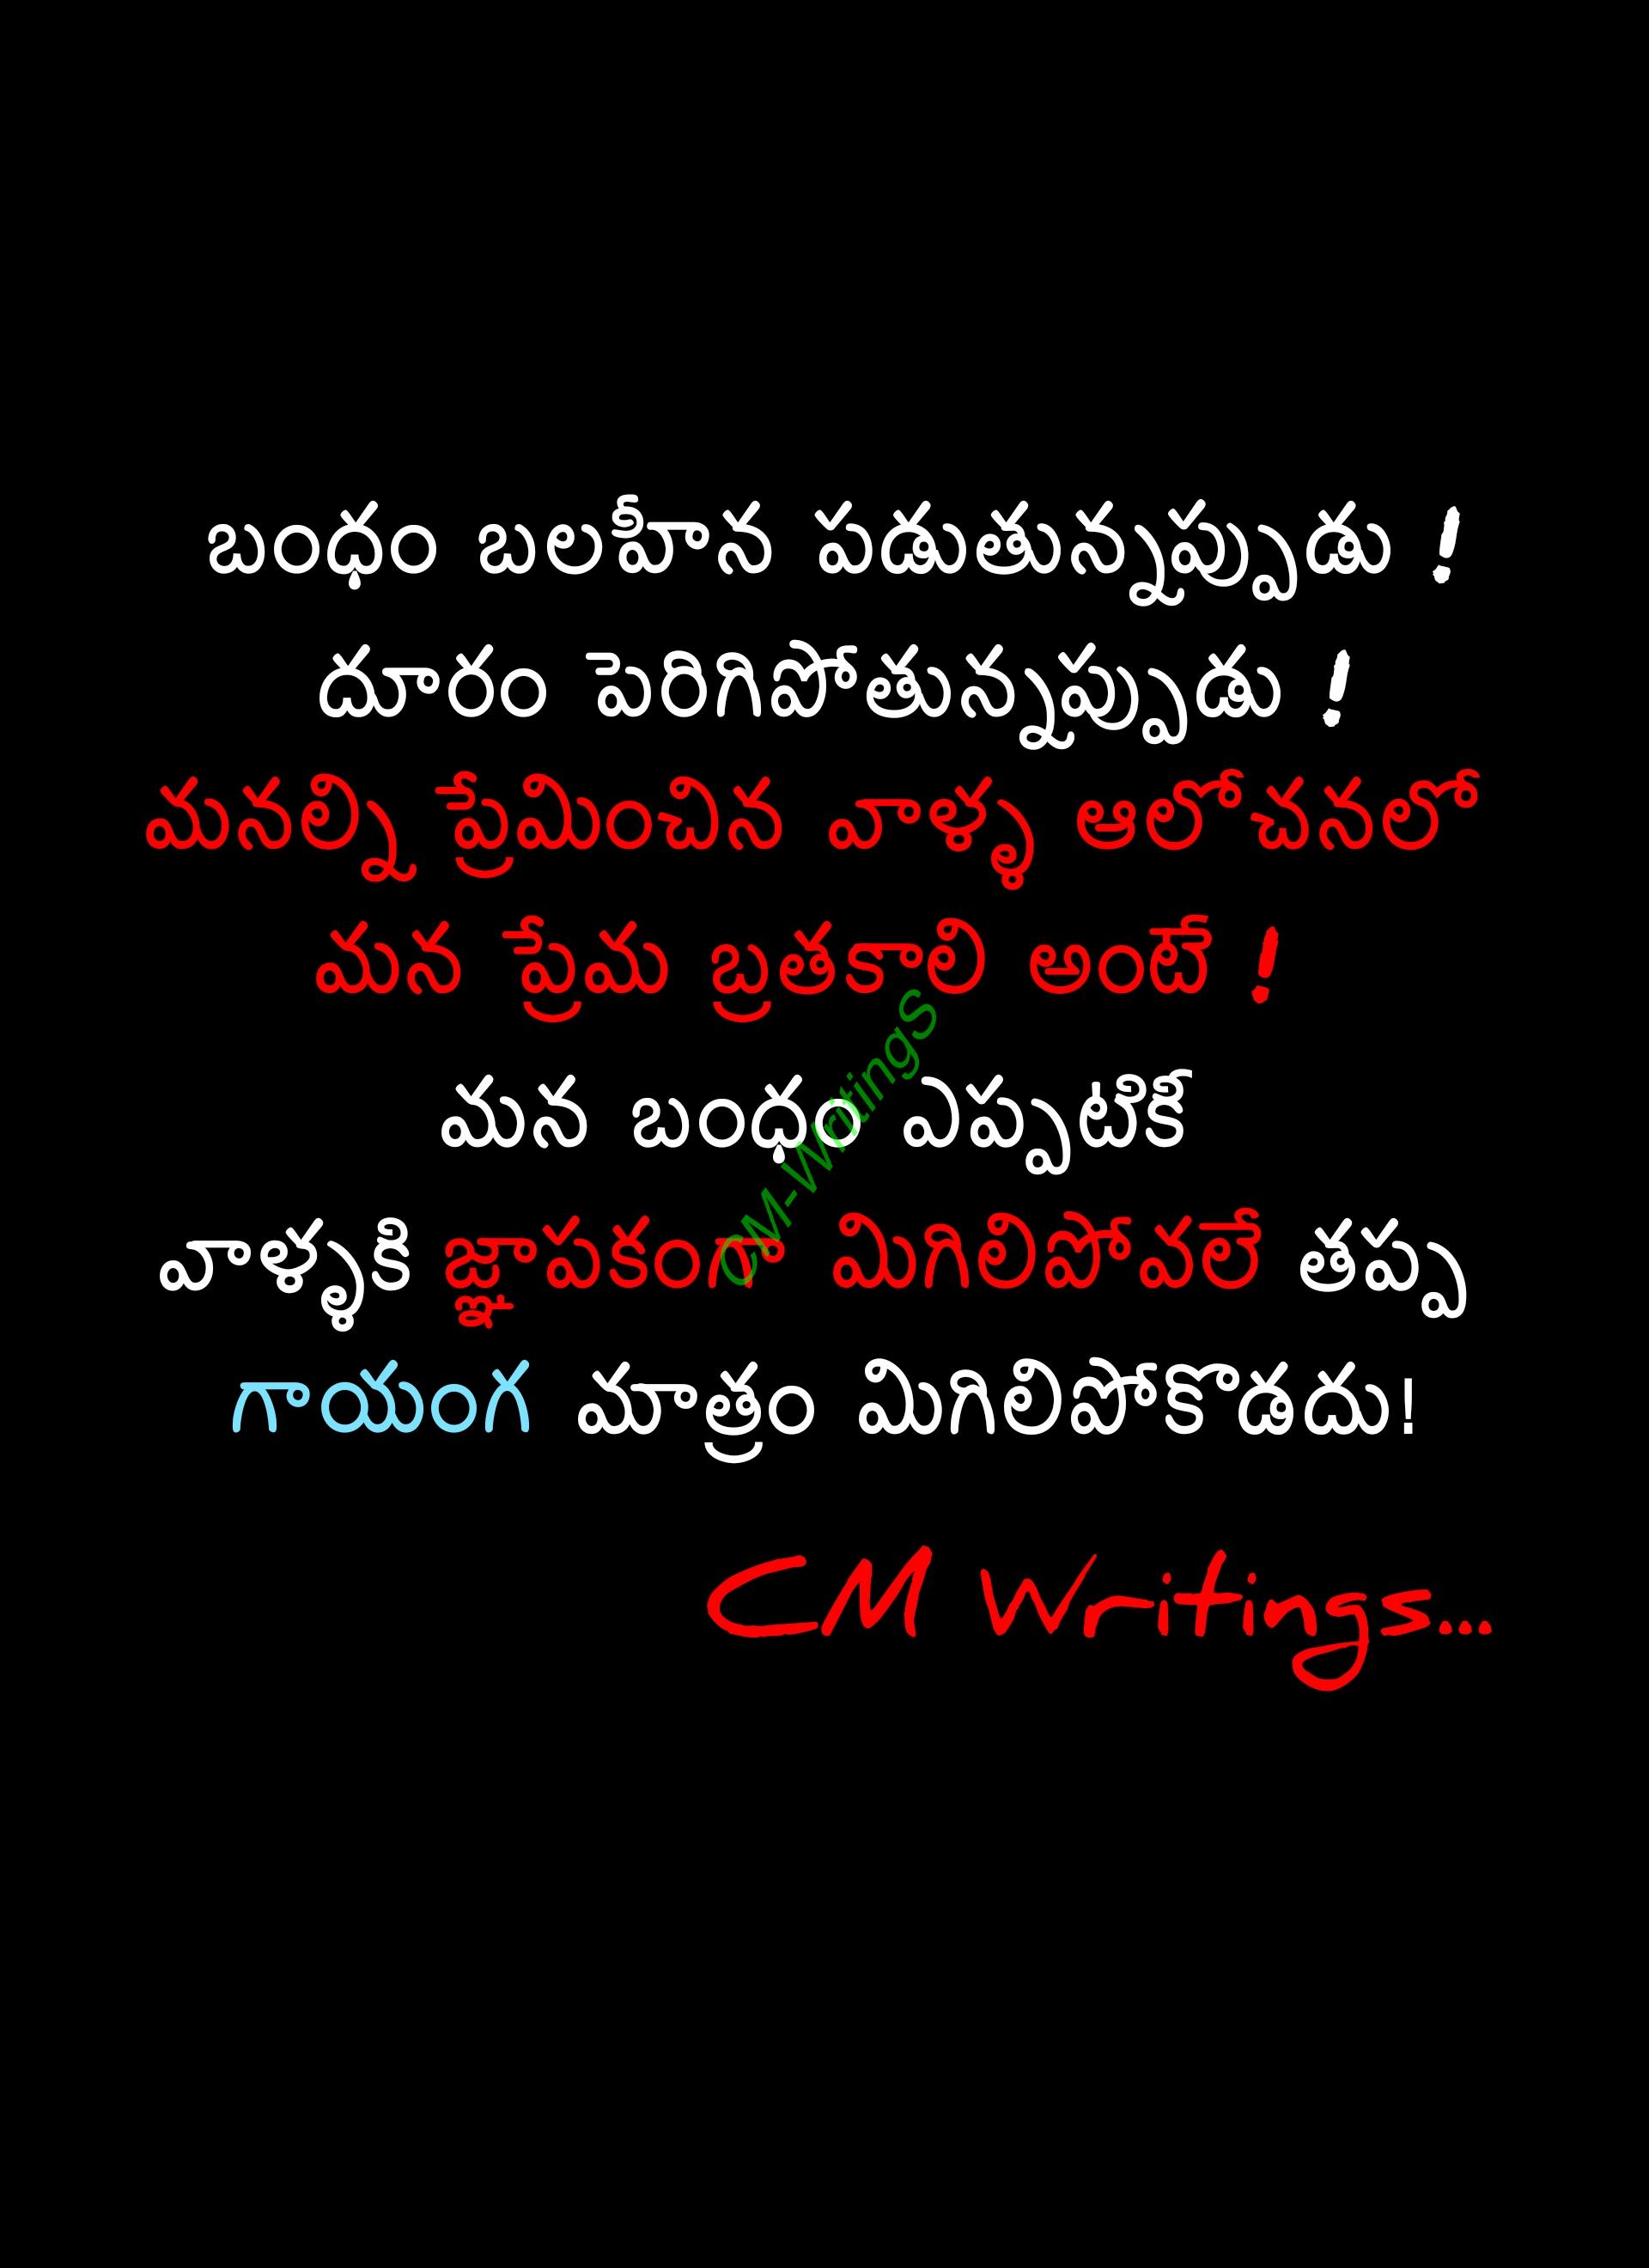 బంధం బలహీన పడుతున్నప్పుడు !
దూరం పెరిగిపోతున్నప్పుడు !
మనల్ని ప్రేమించిన వాళ్ళు ఆలోచనలో
మన ప్రేమ బ్రతకాలి అంటే !
మన బంధం ఎప్పటికీ
వాళ్ళకి జ్ఞాపకంగా మిగిలిపోవలే తప్ప
గాయంగ మాత్రం మిగిలిపోకొడదు!
CM-Writings
CM Writings...